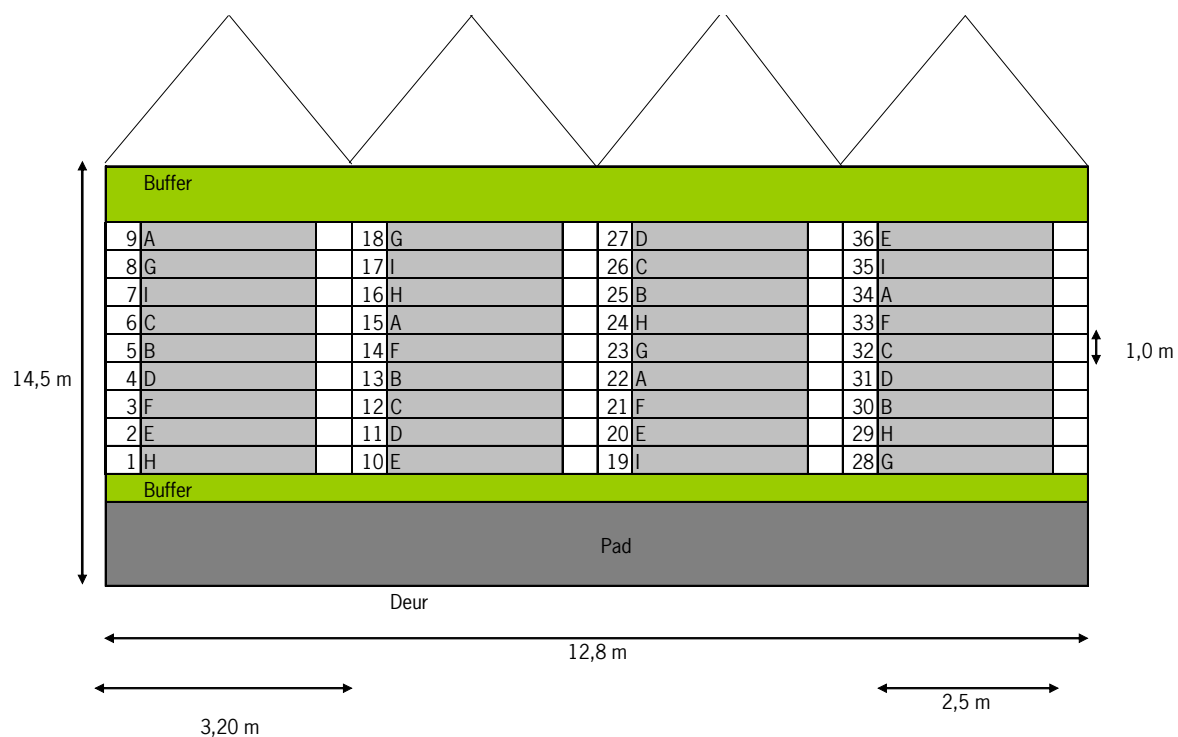 Buffer
9 A 18 G 27 D 36 E
8 G 17 I 26 C 35 I
7 I 16 H 25 B 34 A
6 C 15 A 24 H 33 F
5 B 14 F 23 G 32 C 1,0 m
14,5 m 4 D 13 B 22 A 31 D
3 F 12 C 21 F 30 B
2 E 11 D 20 E 29 H
1 H 10 E 19 I 28 G
Buffer
Pad
Deur
12,8 m
2,5 m
3,20 m